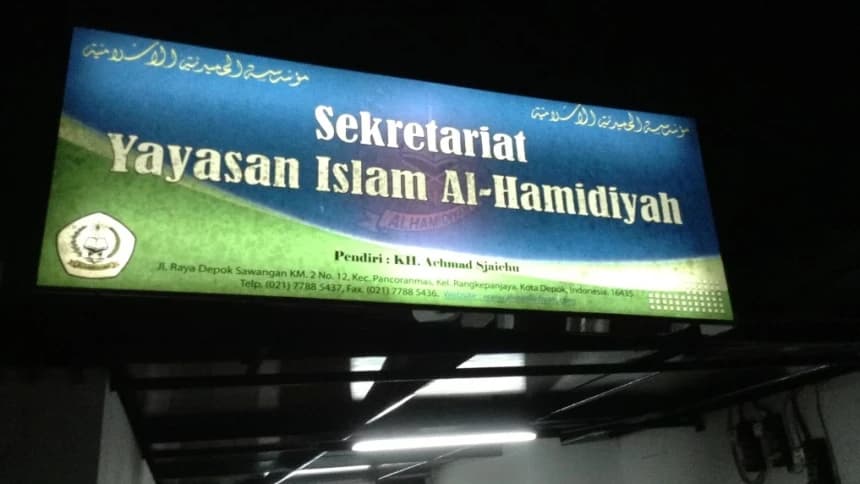 مؤسسة الحميدية الإسلامية
مؤسسة الحميدية الإسلامية
Sekretariat
Yayasan Islam Al-Hamidiyah
AL HAMIDIYAH
Pendiri : KH. Achmad Sjaichu
Jl. Raya Depok Sawangan KM. 2 No. 12, Kec. Pancoranmas, Kel. Rangkepanjaya, Kota Depok, Indonesia, 16435
Telp. (021) 7788 5437, Fax. (021) 7788 5436.